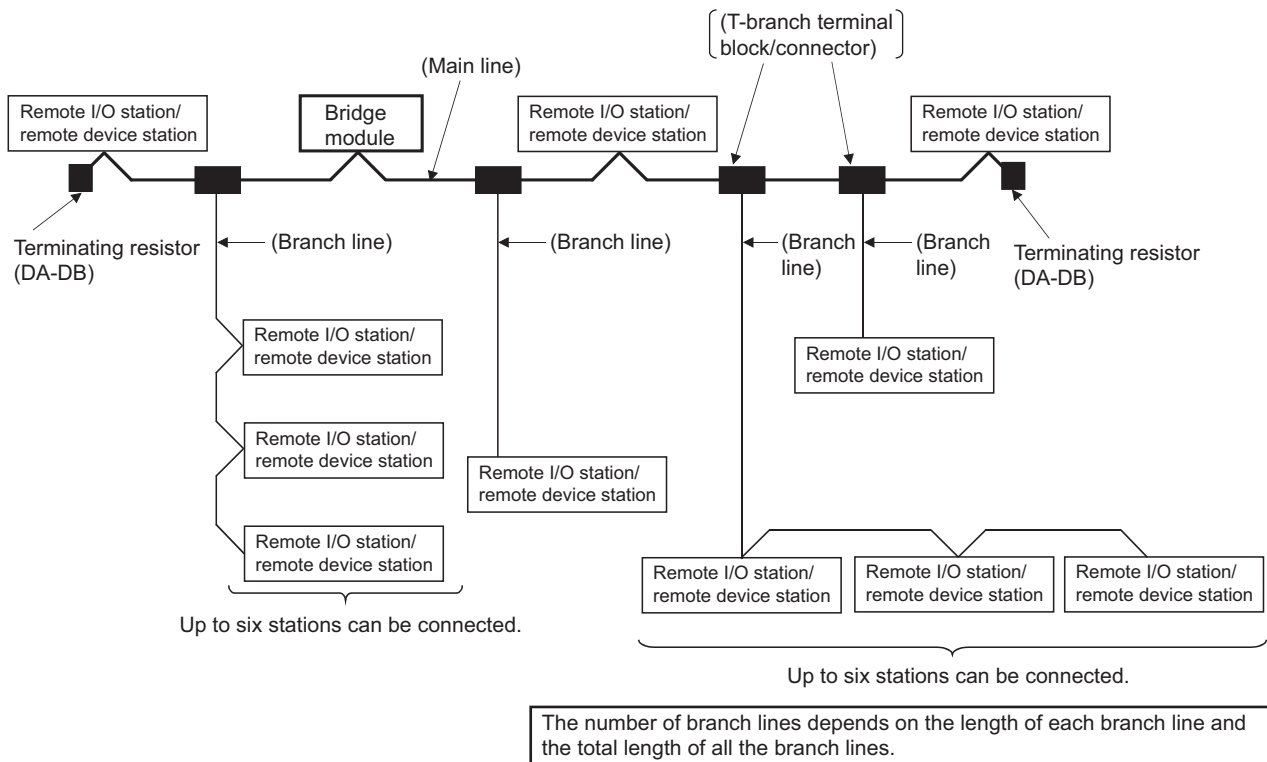 (T-branch terminal
block/connector)
(Main line)
Remote I/O station/
remote device station
Bridge
module
Remote I/O station/
remote device station
Remote I/O station/
remote device station
Terminating resistor
(DA-DB)
(Branch line)
(Branch line)
(Branch
line)
(Branch
line)
Terminating resistor
(DA-DB)
Remote I/O station/
remote device station
Remote I/O station/
remote device station
Remote I/O station/
remote device station
Remote I/O station/
remote device station
Remote I/O station/
remote device station
Remote I/O station/
remote device station
Remote I/O station/
remote device station
Remote I/O station/
remote device station
Up to six stations can be connected.
Up to six stations can be connected.
The number of branch lines depends on the length of each branch line and
the total length of all the branch lines.